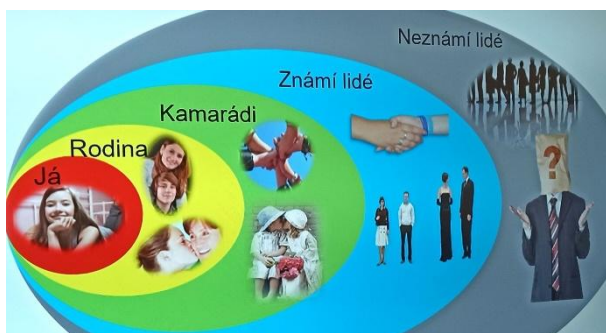 Já
Rodina
Kamarádi
Známí lidé
Neznámí lidé
?